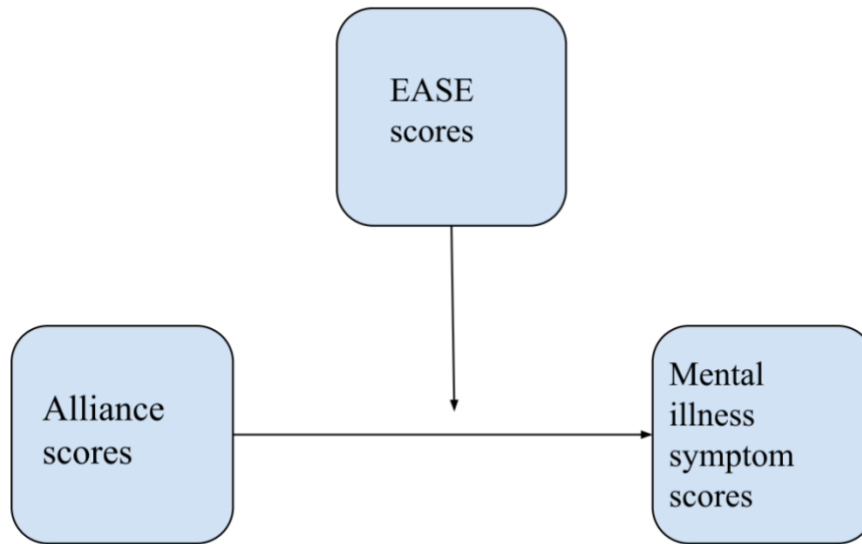 EASE
scores
Alliance
scores
Mental
illness
symptom
scores